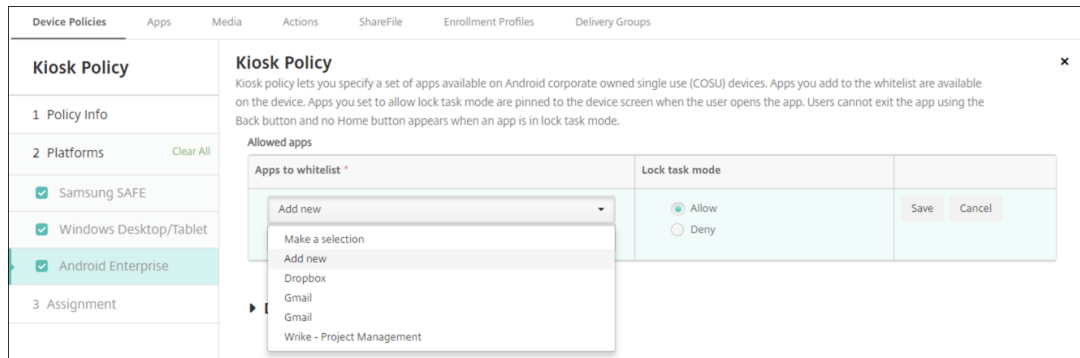 Device Policies Apps Media Actions ShareFile Enrollment Profiles Delivery Groups
Kiosk Policy
1 Policy Info
2 Platforms Clear All
Samsung SAFE
Windows Desktop/Tablet
Android Enterprise
3 Assignment
Kiosk Policy
Kiosk policy lets you specify a set of apps available on Android corporate owned single use (COSU) devices. Apps you add to the whitelist are available
on the device. Apps you set to allow lock task mode are pinned to the device screen when the user opens the app. Users cannot exit the app using the
Back button and no Home button appears when an app is in lock task mode.
Allowed apps
Apps to whitelist * Lock task mode
Add new Allow Save Cancel
Deny
Make a selection
Add new
Dropbox
Gmail
Gmail
Wrike - Project Management